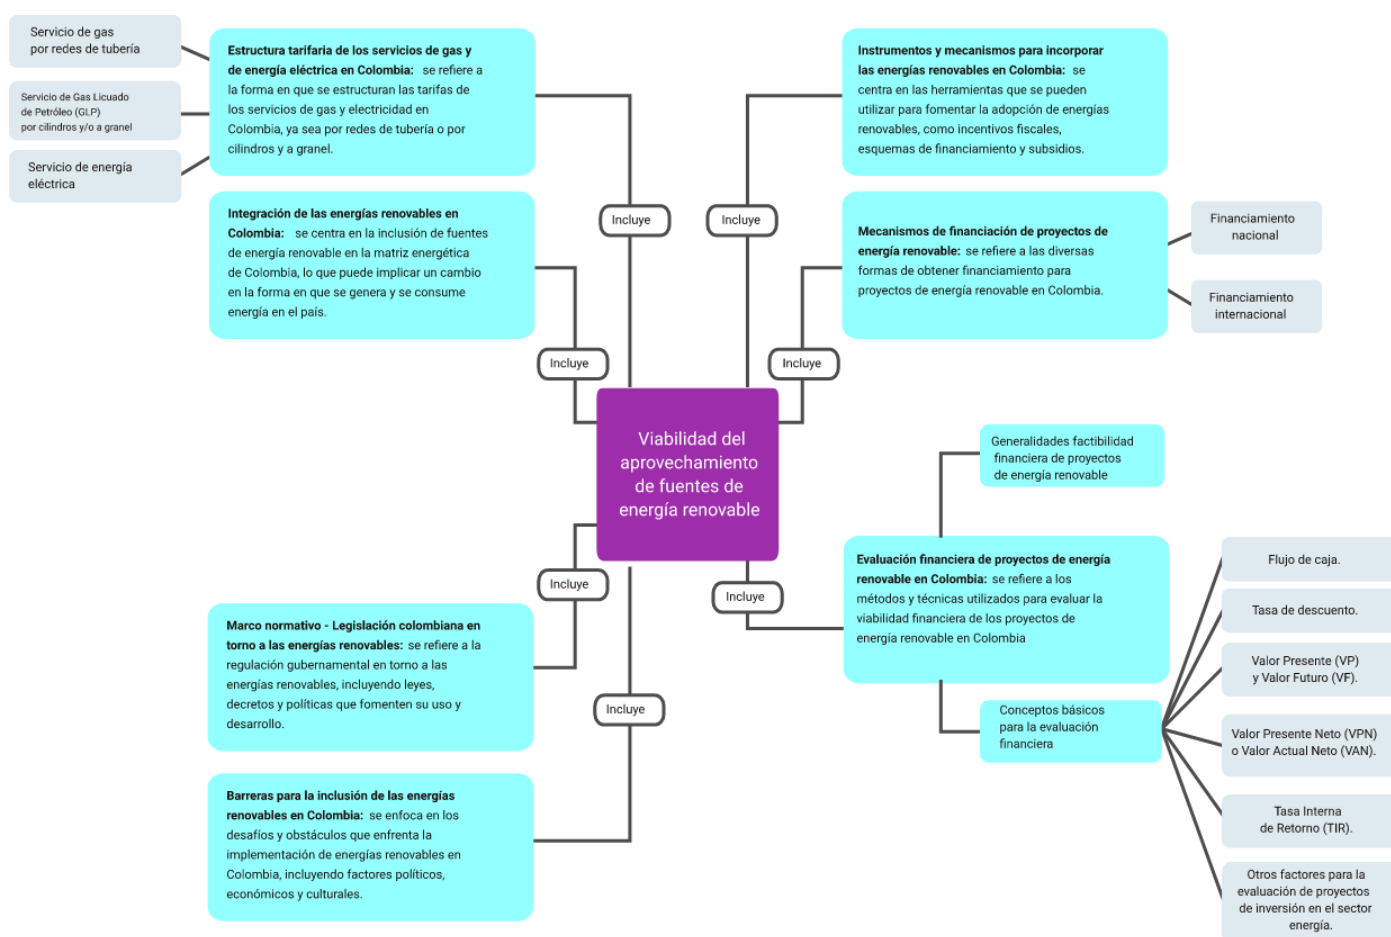 Servicio de gas
por redes de tubería
Servicio de Gas Licuado
de Petróleo (GLP)
por cilindros y/o a granel
Servicio de energía
eléctrica
Estructura tarifaria de los servicios de gas y
de energía eléctrica en Colombia: se refiere a
la forma en que se estructuran las tarifas de
los servicios de gas y electricidad en
Colombia, ya sea por redes de tubería o por
cilindros y a granel.
Integración de las energías renovables en
Colombia: se centra en la inclusión de fuentes
de energía renovable en la matriz energética
de Colombia, lo que puede implicar un cambio
en la forma en que se genera y se consume
energía en el país.
Incluye
Incluye
Instrumentos y mecanismos para incorporar
las energías renovables en Colombia: se
centra en las herramientas que se pueden
utilizar para fomentar la adopción de energías
renovables, como incentivos fiscales,
esquemas de financiamiento y subsidios.
Mecanismos de financiación de proyectos de
energía renovable: se refiere a las diversas
formas de obtener financiamiento para
proyectos de energía renovable en Colombia.
Incluye
Incluye
Financiamiento
nacional
Financiamiento
internacional
Viabilidad del
aprovechamiento
de fuentes de
energía renovable
Incluye
Incluye
Marco normativo - Legislación colombiana en
torno a las energías renovables: se refiere a la
regulación gubernamental en torno a las
energías renovables, incluyendo leyes,
decretos y políticas que fomenten su uso y
desarrollo.
Barreras para la inclusión de las energías
renovables en Colombia: se enfoca en los
desafíos y obstáculos que enfrenta la
implementación de energías renovables en
Colombia, incluyendo factores políticos,
económicos y culturales.
Incluye
Generalidades factibilidad
financiera de proyectos
de energía renovable
Evaluación financiera de proyectos de energía
renovable en Colombia: se refiere a los
métodos y técnicas utilizados para evaluar la
viabilidad financiera de los proyectos de
energía renovable en Colombia
Conceptos básicos
para la evaluación
financiera
Flujo de caja.
Tasa de descuento.
Valor Presente (VP)
y Valor Futuro (VF).
Valor Presente Neto (VPN)
o Valor Actual Neto (VAN).
Tasa Interna
de Retorno (TIR).
Otros factores para la
evaluación de proyectos
de inversión en el sector
energía.